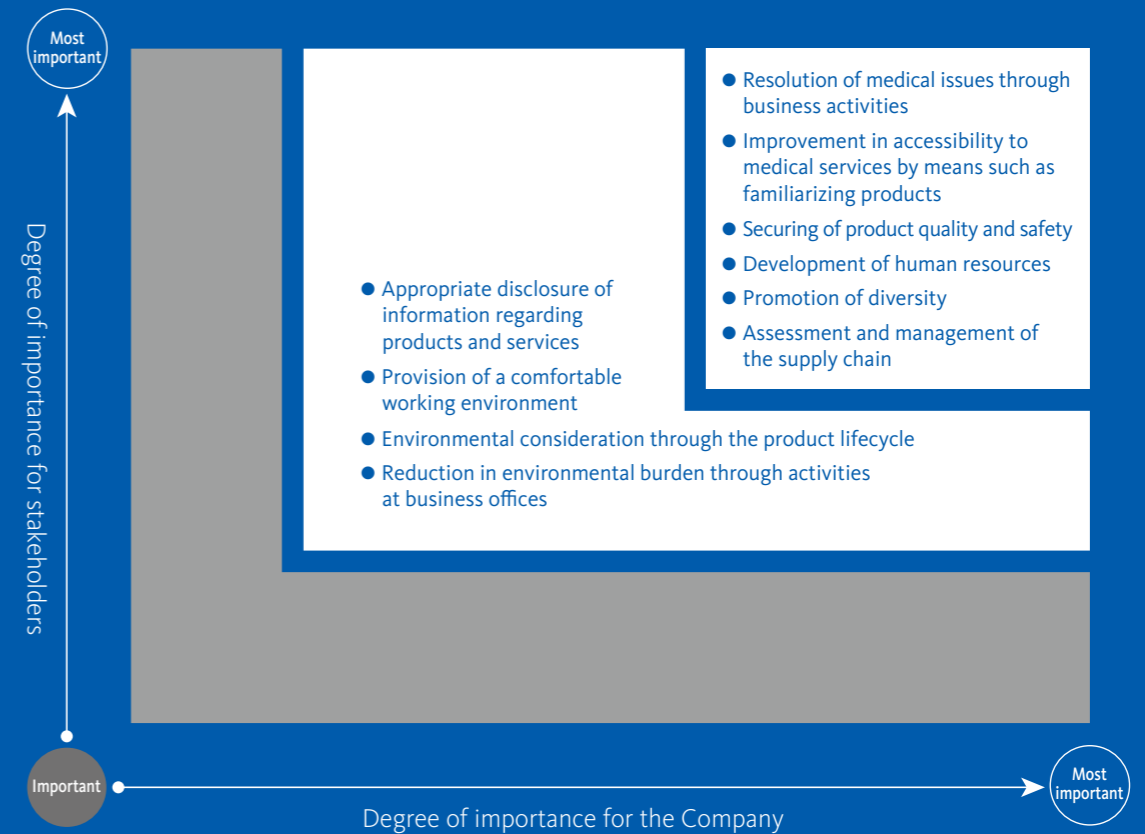 Most
important
● Resolution of medical issues through
business activities
● Improvement in accessibility to
medical services by means such as
familiarizing products
● Securing of product quality and safety
● Development of human resources
● Promotion of diversity
● Assessment and management of
the supply chain
Degree of importance for stakeholders
● Appropriate disclosure of
information regarding
products and services
● Provision of a comfortable
working environment
● Environmental consideration through the product lifecycle
● Reduction in environmental burden through activities
at business offices
Important
Most
important
Degree of importance for the Company